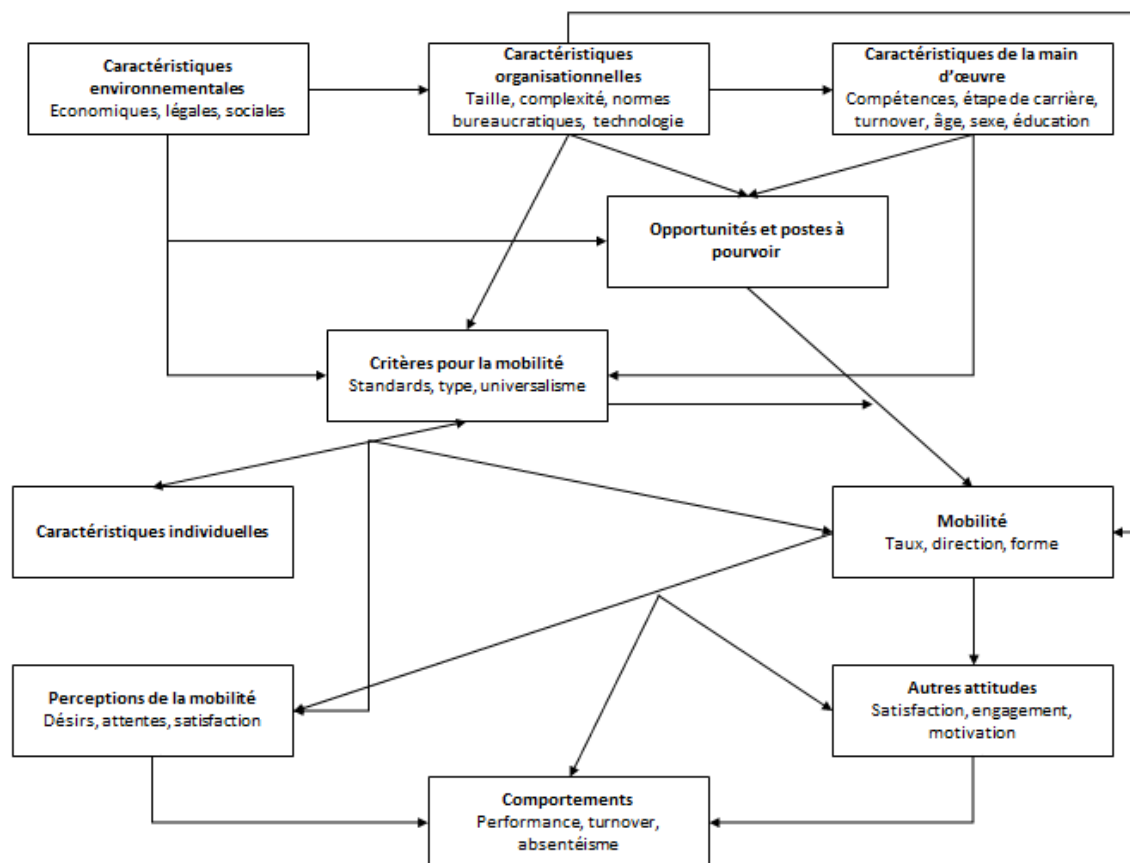 Caractéristiques
environnementales
Economiques, légales, sociales
Caractéristiques
organisationnelles
Taille, complexité, normes
bureaucratiques, technologie
Caractéristiques de la main
d'œuvre
Compétences, étape de carrière,
turnover, âge, sexe, éducation
Opportunités et postes à
pourvoir
Critères pour la mobilité
Standards, type, universalisme
Caractéristiques individuelles
Mobilité
Taux, direction, forme
Perceptions de la mobilité
Désirs, attentes, satisfaction
Autres attitudes
Satisfaction, engagement,
motivation
Comportements
Performance, turnover,
absentéisme